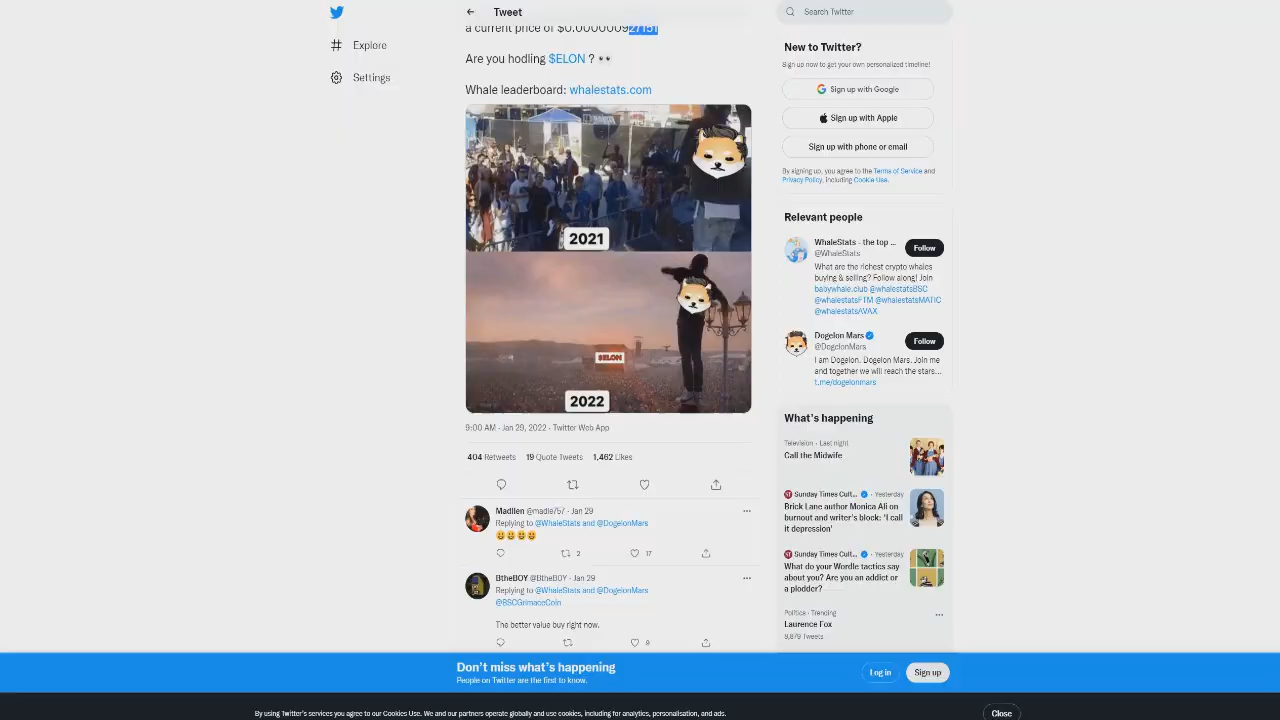 Tweet
Search Twitter
Explore
Settings
a current price of $0.000000927151
Are you hodling $ELON ? 👀
Whale leaderboard: whalestats.com
2021
$ELON
2022
9:00 AM · Jan 29, 2022 · Twitter Web App
404 Retweets 19 Quote Tweets 1,462 Likes
Madilen @madle757 · Jan 29
Replying to @WhaleStats and @DogelonMars
😃😃😃😃
2 17
BtheBOY @BtheB0Y · Jan 29
Replying to @WhaleStats and @DogelonMars
@BSCGrimaceCoin
The better value buy right now.
9
New to Twitter?
Sign up now to get your own personalized timeline!
Sign up with Google
Sign up with Apple
Sign up with phone or email
By signing up, you agree to the Terms of Service and
Privacy Policy, including Cookie Use.
Relevant people
WhaleStats - the top ...
@WhaleStats
Follow
What are the richest crypto whales
buying & selling? Follow along! Join
babywhale.club @whalestatsBSC
@whalestatsFTM @whalestatsMATIC
@whalestatsAVAX
Dogelon Mars
@DogelonMars
Follow
I am Dogelon. Dogelon Mars. Join me
and together we will reach the stars...
t.me/dogelonmars
What's happening
Television · Last night
Call the Midwife
Sunday Times Cult... · Yesterday
Brick Lane author Monica Ali on
burnout and writer's block: 'I call
it depression'
Sunday Times Cult... · Yesterday
What do your Wordle tactics say
about you? Are you an addict or
a plodder?
Politics · Trending
Laurence Fox
8,879 Tweets
Don't miss what's happening
People on Twitter are the first to know.
Log in
Sign up
By using Twitter's services you agree to our Cookies Use. We and our partners operate globally and use cookies, including for analytics, personalisation, and ads.
Close